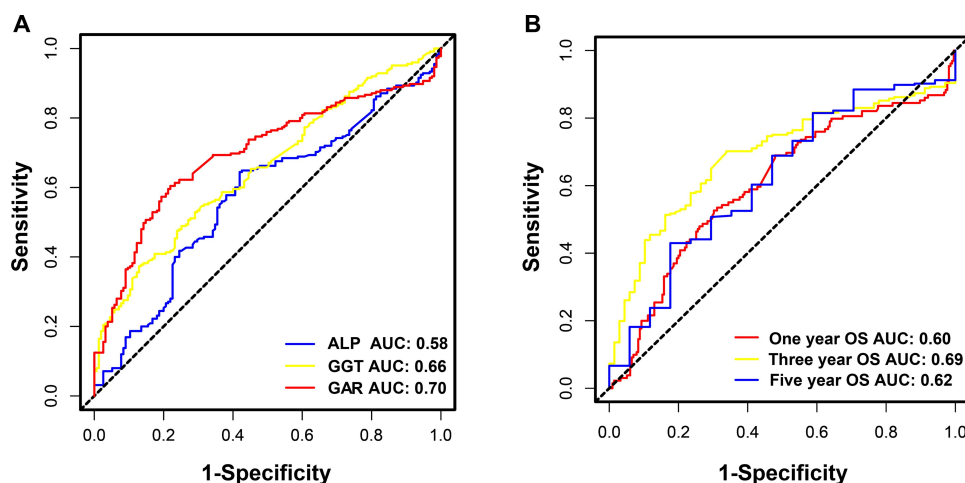 A
Sensitivity
1.0
0.8
0.6
0.4
0.2
0.0
ALP AUC: 0.58
GGT AUC: 0.66
GAR AUC: 0.70
0.0 0.2 0.4 0.6 0.8 1.0
1-Specificity
B
Sensitivity
1.0
0.8
0.6
0.4
0.2
0.0
One year OS AUC: 0.60
Three year OS AUC: 0.69
Five year OS AUC: 0.62
0.0 0.2 0.4 0.6 0.8 1.0
1-Specificity